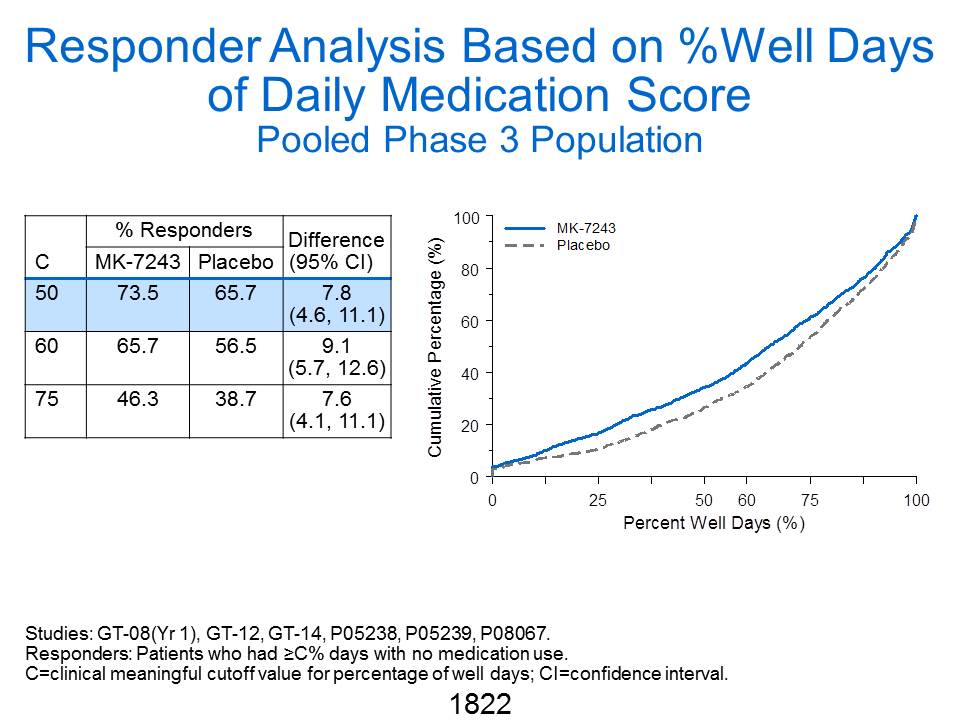 Responder Analysis Based on %Well Days
of Daily Medication Score
Pooled Phase 3 Population
% Responders
Difference
(95% CI)
C
MK-7243
Placebo
50 73.5 65.7 7.8
(4.6, 11.1)
60 65.7 56.5 9.1
(5.7, 12.6)
75 46.3 38.7 7.6
(4.1, 11.1)
Cumulative Percentage (%)
100
80
60
40
20
0
MK-7243
Placebo
0 25 50 60 75 100
Percent Well Days (%)
Studies: GT-08(Yr 1), GT-12, GT-14, P05238, P05239, P08067.
Responders: Patients who had ≥C% days with no medication use.
C=clinical meaningful cutoff value for percentage of well days; CI=confidence interval.
1822